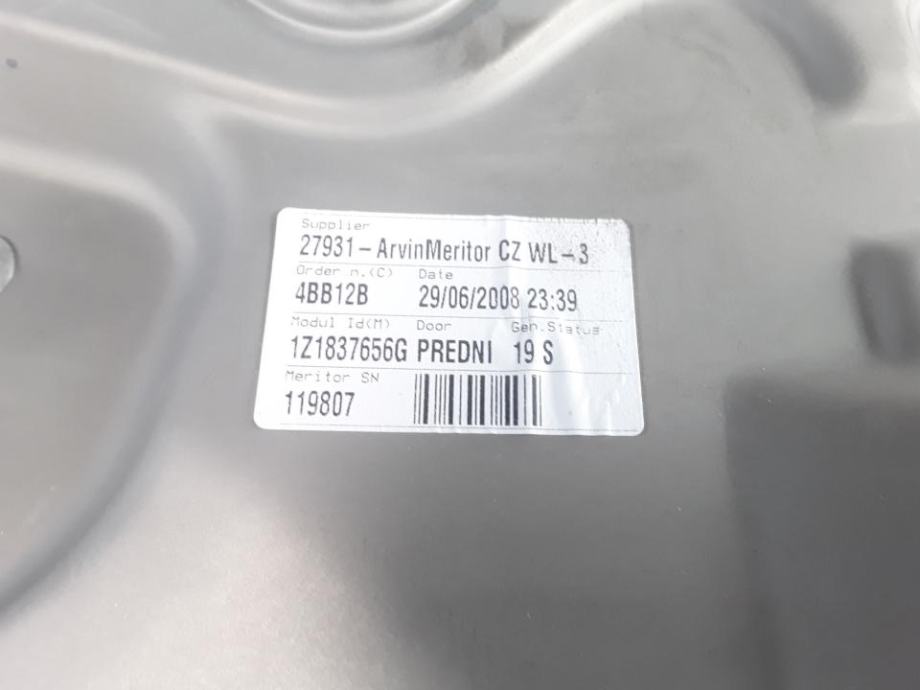 Supplier
27931-ArvinMeritor CZ WL-3
Order n.(C) Date
4BB12B 29/06/2008 23:39
Modul Id(M) Door Gen.Status
1Z1837656G PREDNI 19 S
Meritor SN
119807